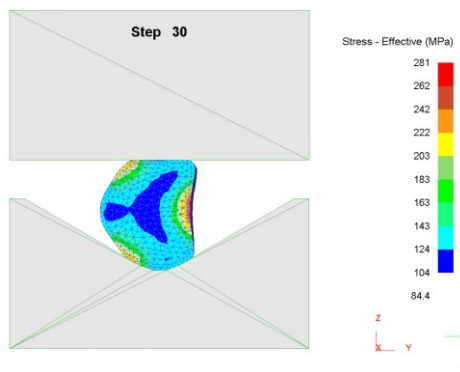 Step 30
Stress - Effective (MPa)
281
262
242
222
203
183
163
143
124
104
84.4
Z
X
Y